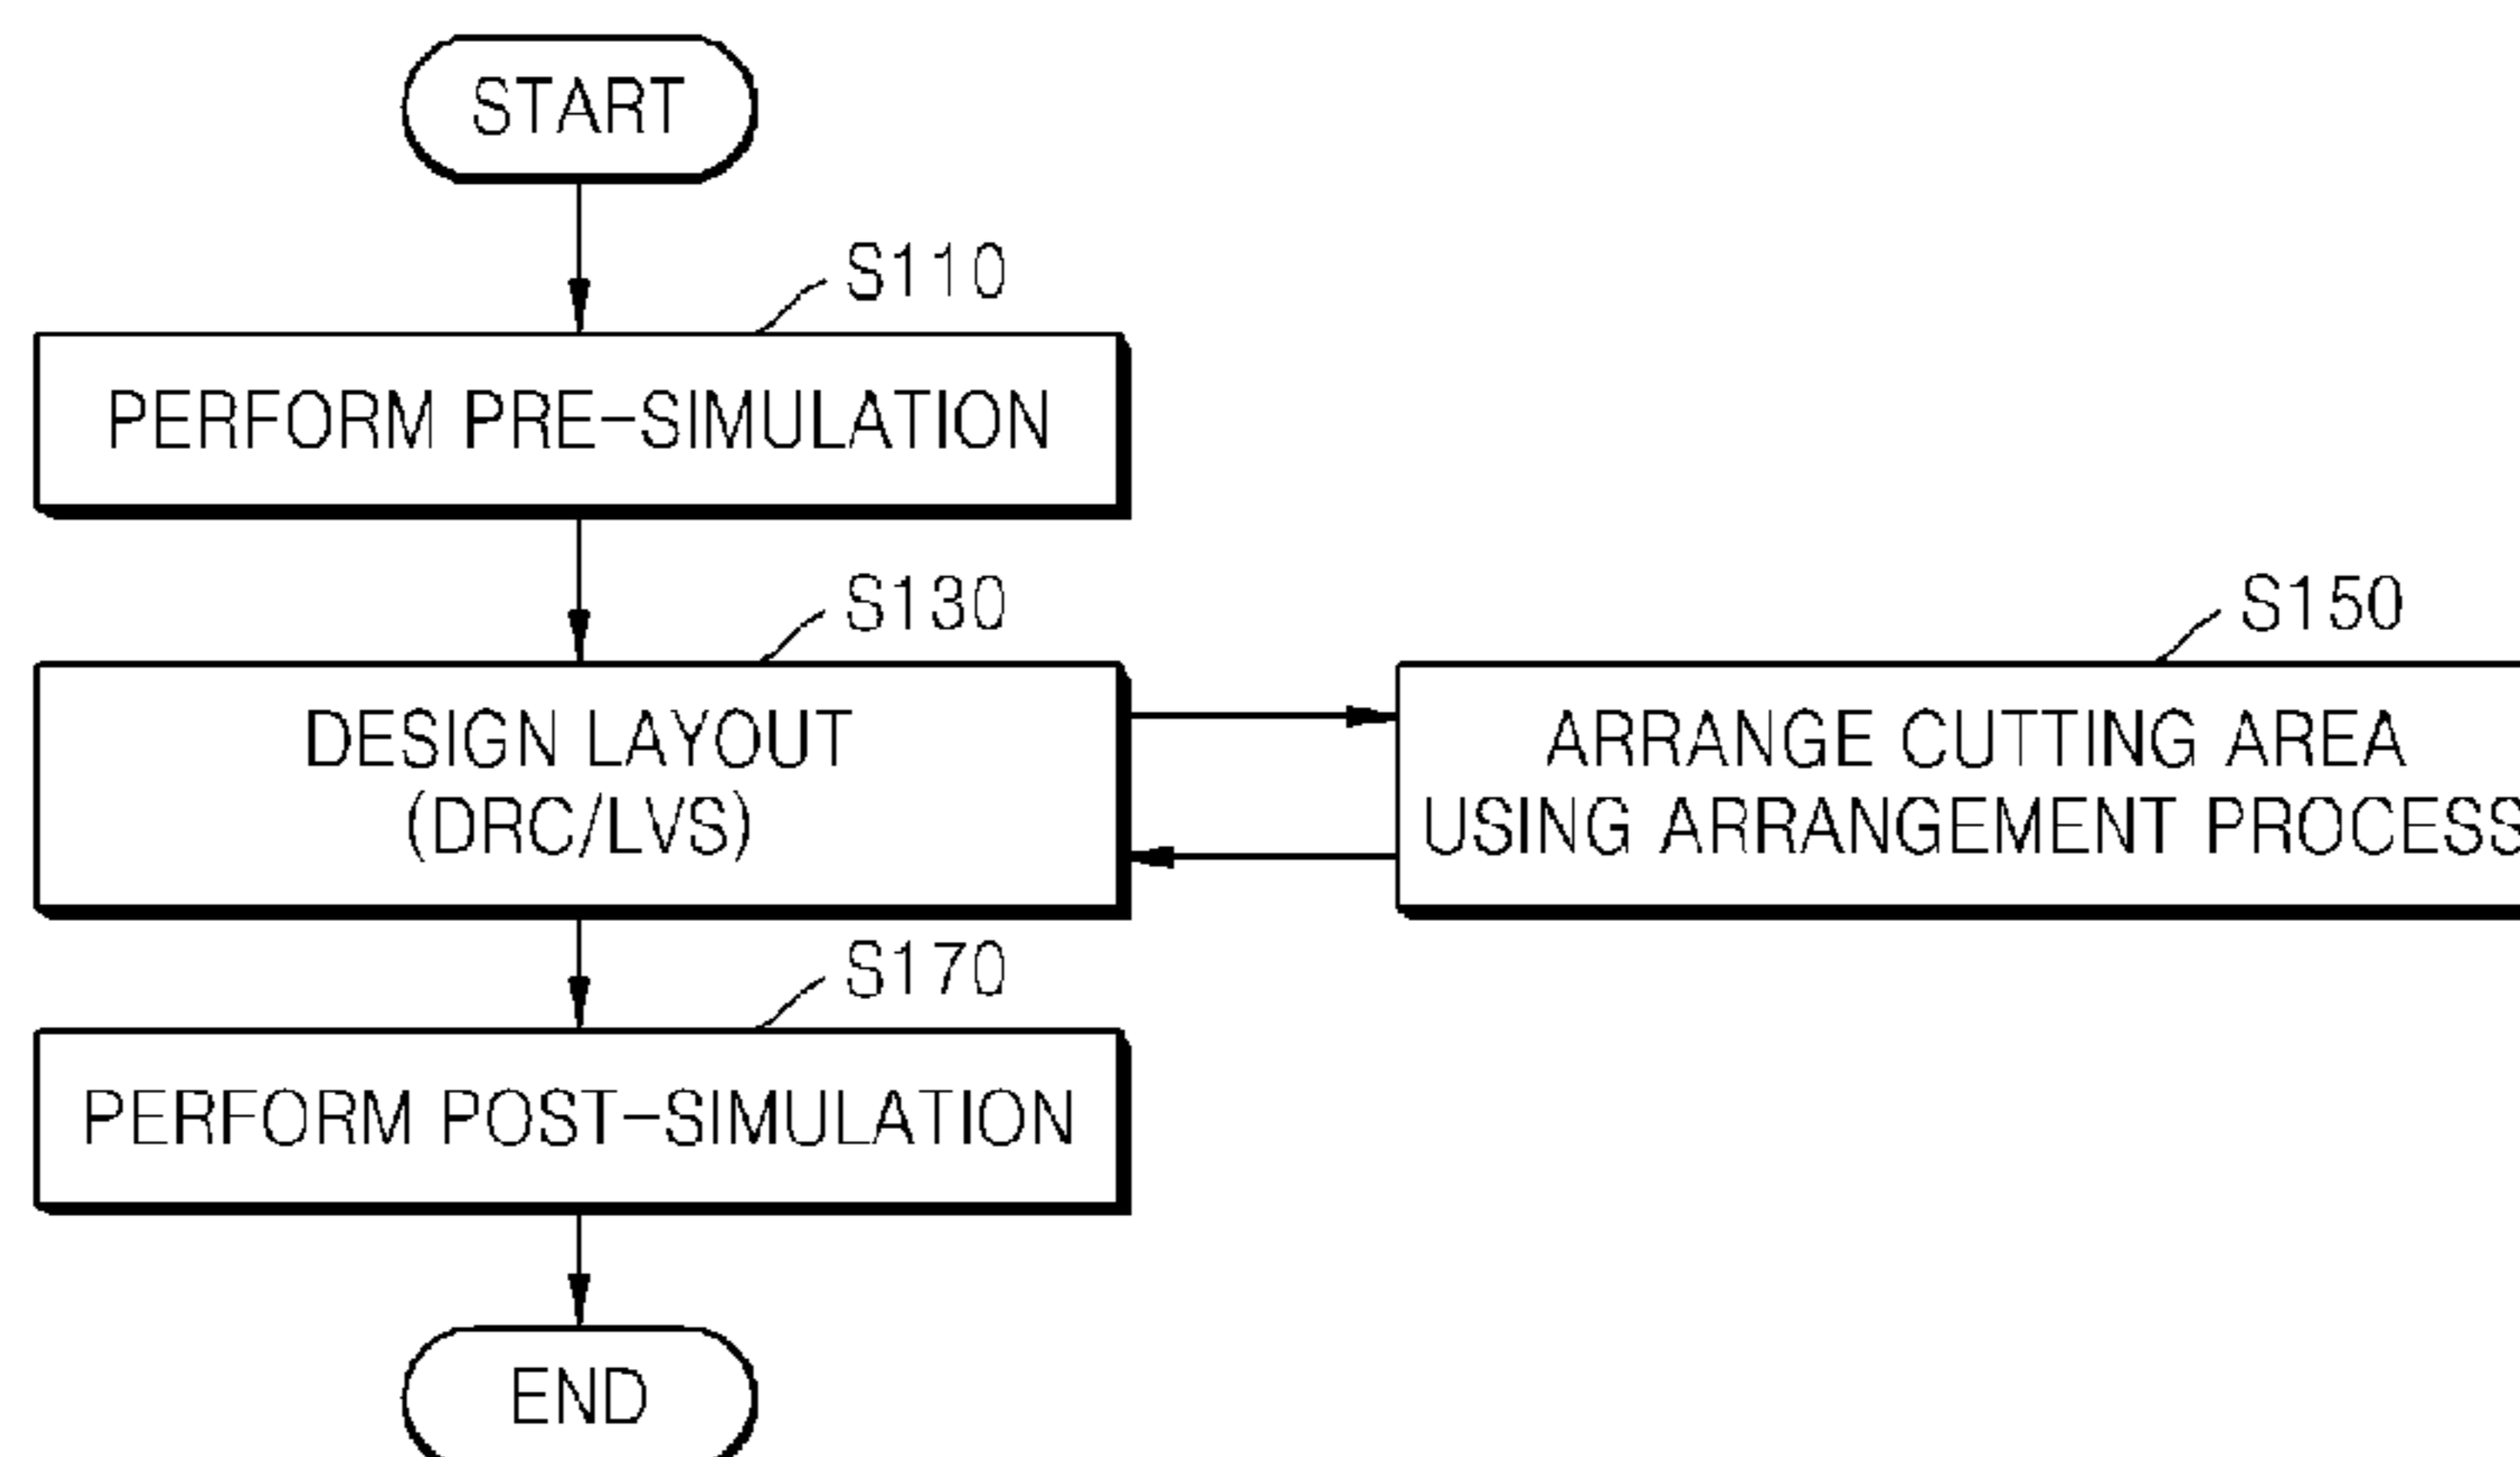 START
S110
PERFORM PRE-SIMULATION
S130
DESIGN LAYOUT
(DRC/LVS)
S150
ARRANGE CUTTING AREA
USING ARRANGEMENT PROCESS
S170
PERFORM POST-SIMULATION
END